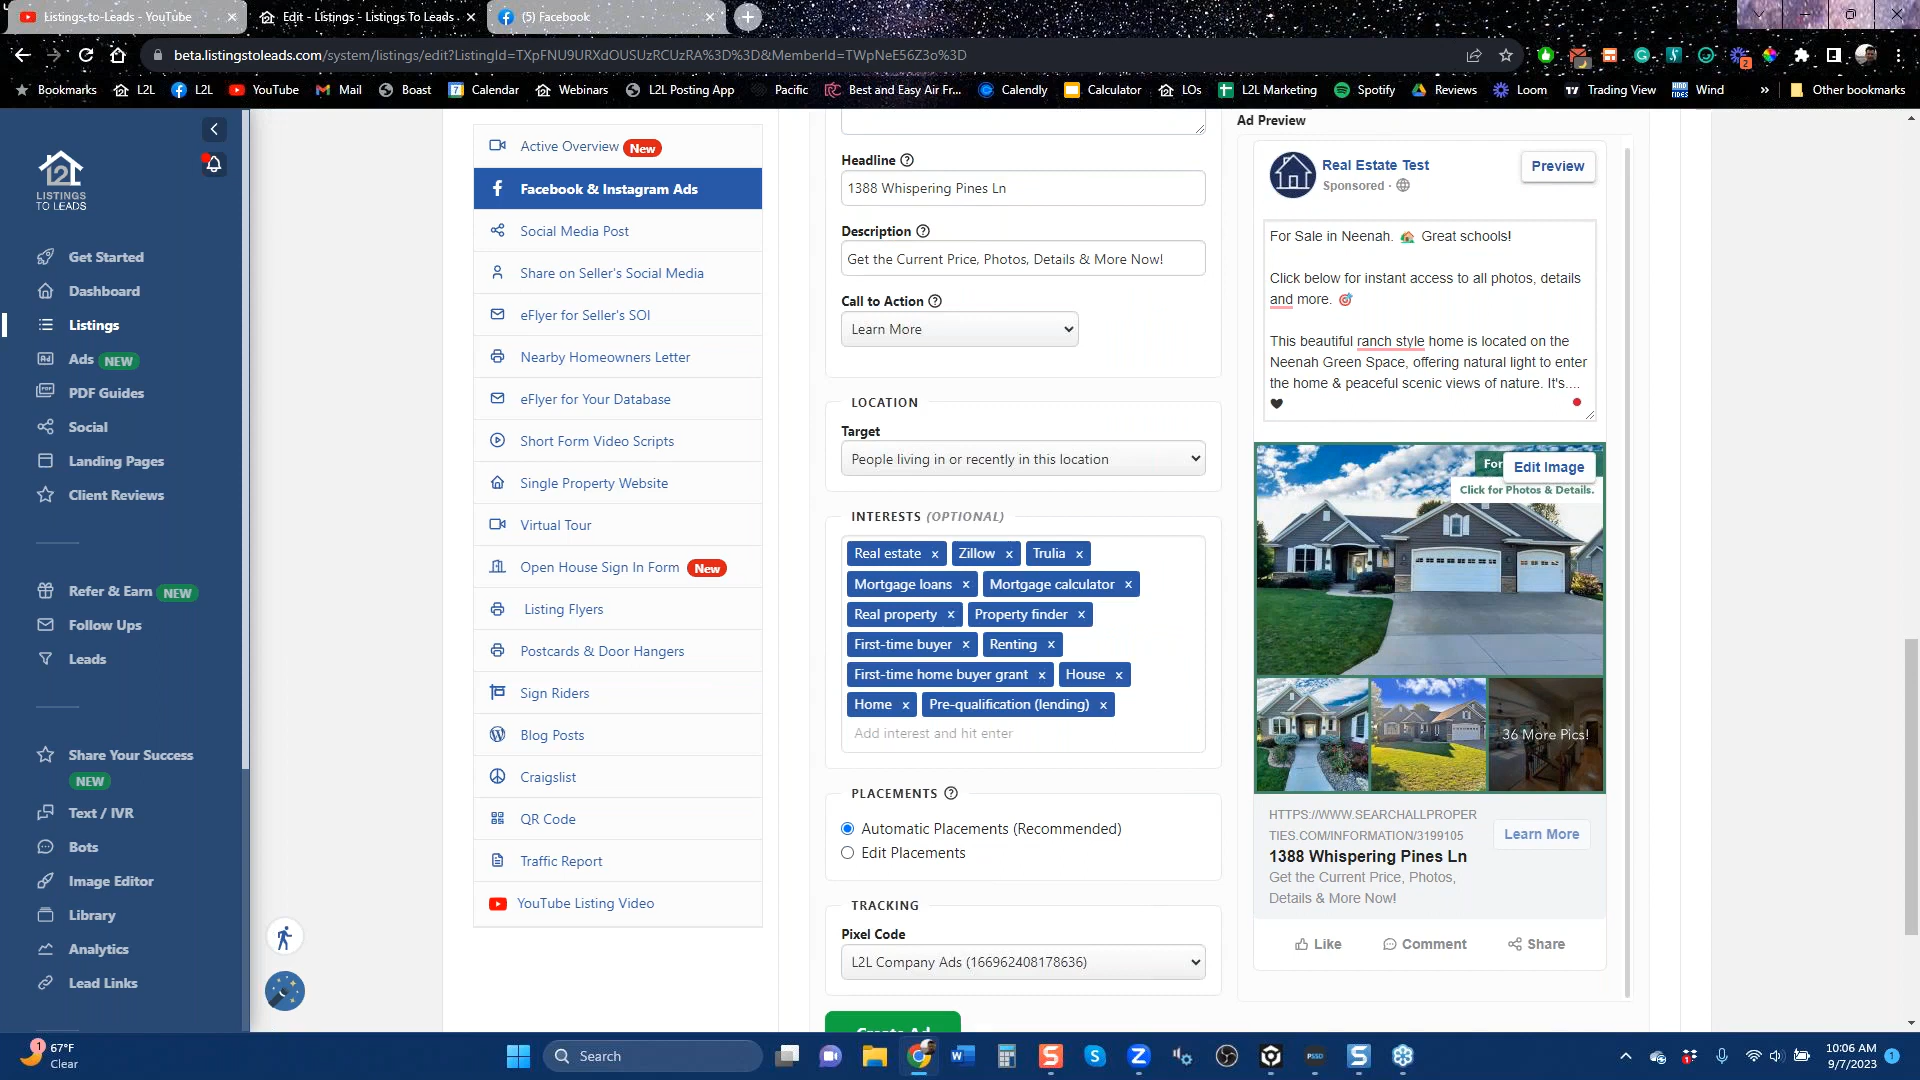 Listings-to-Leads - YouTube
Edit - Listings - Listings To Leads
(5) Facebook
beta.listingstoleads.com/system/listings/edit?ListingId=TXpFNU9URXdOUSUzRCUzRA%3D%3D&MemberId=TWpNeE56Z3o%3D
Bookmarks L2L L2L YouTube Mail Boast Calendar Webinars L2L Posting App Pacific Best and Easy Air Fr... Calendly Calculator LOs L2L Marketing Spotify Reviews Loom Trading View Wind » Other bookmarks
L2L
LISTINGS
TO LEADS
Get Started
Dashboard
Listings
Ads NEW
PDF Guides
Social
Landing Pages
Client Reviews
Refer & Earn NEW
Follow Ups
Leads
Share Your Success
NEW
Text / IVR
Bots
Image Editor
Library
Analytics
Lead Links
Active Overview New
Facebook & Instagram Ads
Social Media Post
Share on Seller's Social Media
eFlyer for Seller's SOI
Nearby Homeowners Letter
eFlyer for Your Database
Short Form Video Scripts
Single Property Website
Virtual Tour
Open House Sign In Form New
Listing Flyers
Postcards & Door Hangers
Sign Riders
Blog Posts
Craigslist
QR Code
Traffic Report
YouTube Listing Video
Headline
1388 Whispering Pines Ln
Description
Get the Current Price, Photos, Details & More Now!
Call to Action
Learn More
LOCATION
Target
People living in or recently in this location
INTERESTS (OPTIONAL)
Real estate × Zillow × Trulia ×
Mortgage loans × Mortgage calculator ×
Real property × Property finder ×
First-time buyer × Renting ×
First-time home buyer grant × House ×
Home × Pre-qualification (lending) ×
Add interest and hit enter
PLACEMENTS
Automatic Placements (Recommended)
Edit Placements
TRACKING
Pixel Code
L2L Company Ads (166962408178636)
Create Ad
Ad Preview
Real Estate Test
Sponsored ·
Preview
For Sale in Neenah. 🏡 Great schools!
Click below for instant access to all photos, details
and more. 🎯
This beautiful ranch style home is located on the
Neenah Green Space, offering natural light to enter
the home & peaceful scenic views of nature. It's....
🖤
For
Edit Image
Click for Photos & Details.
36 More Pics!
HTTPS://WWW.SEARCHALLPROPER
TIES.COM/INFORMATION/3199105
1388 Whispering Pines Ln
Get the Current Price, Photos,
Details & More Now!
Learn More
Like Comment Share
1
67°F
Clear
Search
10:06 AM
9/7/2023
1